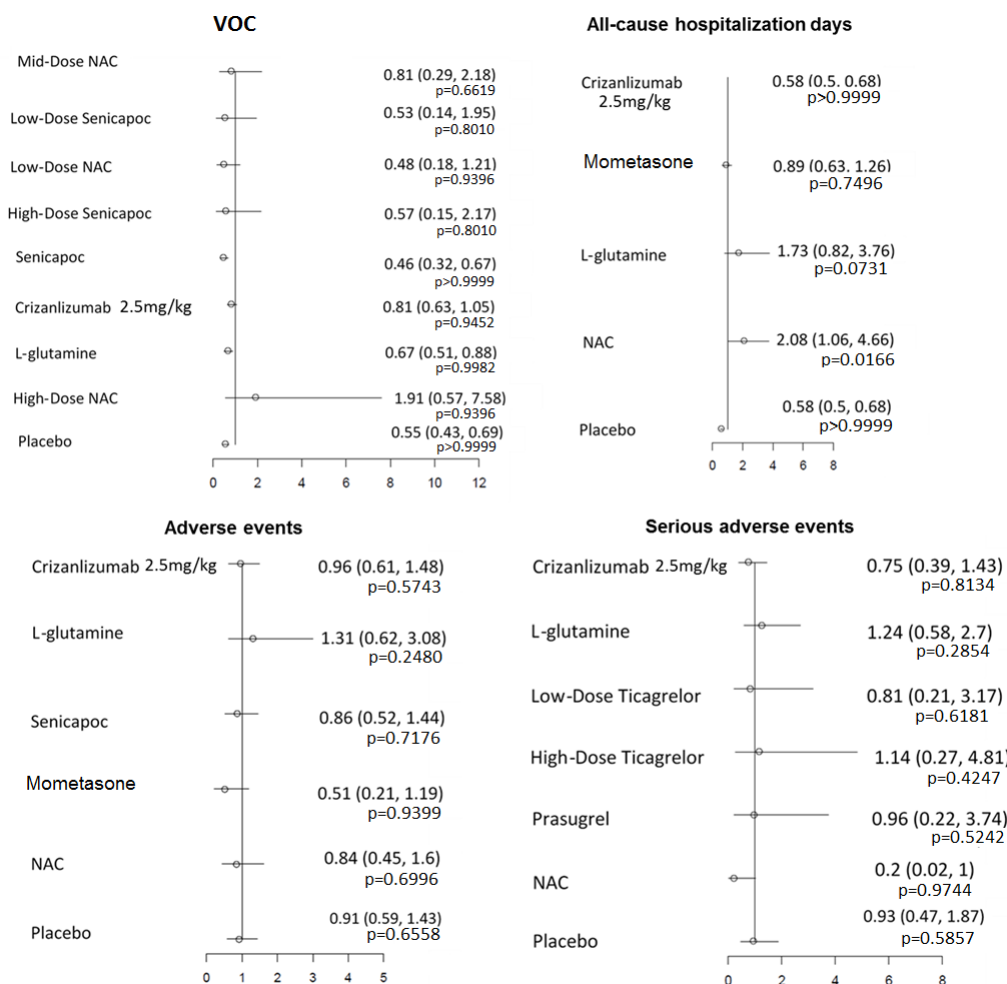 VOC
Mid-Dose NAC
0.81 (0.29, 2.18)
p=0.6619
Low-Dose Senicapoc
0.53 (0.14, 1.95)
p=0.8010
Low-Dose NAC
0.48 (0.18, 1.21)
p=0.9396
High-Dose Senicapoc
0.57 (0.15, 2.17)
p=0.8010
Senicapoc
0.46 (0.32, 0.67)
p>0.9999
Crizanlizumab 2.5mg/kg
0.81 (0.63, 1.05)
p=0.9452
L-glutamine
0.67 (0.51, 0.88)
p=0.9982
High-Dose NAC
1.91 (0.57, 7.58)
p=0.9396
Placebo
0.55 (0.43, 0.69)
p>0.9999
0 2 4 6 8 10 12
All-cause hospitalization days
Crizanlizumab
2.5mg/kg
0.58 (0.5, 0.68)
p>0.9999
Mometasone
0.89 (0.63, 1.26)
p=0.7496
L-glutamine
1.73 (0.82, 3.76)
p=0.0731
NAC
2.08 (1.06, 4.66)
p=0.0166
Placebo
0.58 (0.5, 0.68)
p>0.9999
0 2 4 6 8
Adverse events
Crizanlizumab 2.5mg/kg
0.96 (0.61, 1.48)
p=0.5743
L-glutamine
1.31 (0.62, 3.08)
p=0.2480
Senicapoc
0.86 (0.52, 1.44)
p=0.7176
Mometasone
0.51 (0.21, 1.19)
p=0.9399
NAC
0.84 (0.45, 1.6)
p=0.6996
Placebo
0.91 (0.59, 1.43)
p=0.6558
0 1 2 3 4 5
Serious adverse events
Crizanlizumab 2.5mg/kg
0.75 (0.39, 1.43)
p=0.8134
L-glutamine
1.24 (0.58, 2.7)
p=0.2854
Low-Dose Ticagrelor
0.81 (0.21, 3.17)
p=0.6181
High-Dose Ticagrelor
1.14 (0.27, 4.81)
p=0.4247
Prasugrel
0.96 (0.22, 3.74)
p=0.5242
NAC
0.2 (0.02, 1)
p=0.9744
Placebo
0.93 (0.47, 1.87)
p=0.5857
0 2 4 6 8